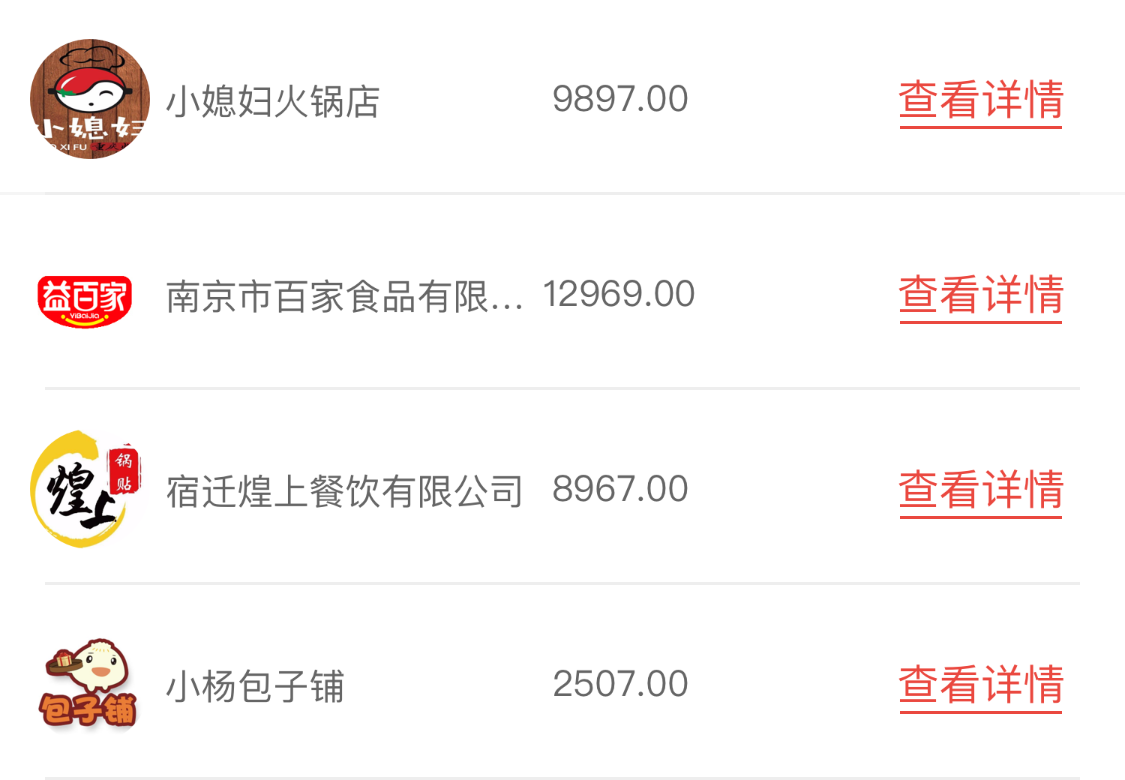 小媳妇
XI FU
小媳妇火锅店 9897.00 查看详情
益百家
YiBaiJia
南京市百家食品有限... 12969.00 查看详情
煌上
锅贴
宿迁煌上餐饮有限公司 8967.00 查看详情
包子铺
小杨包子铺 2507.00 查看详情